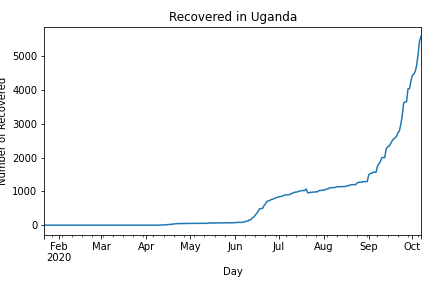 Recovered in Uganda
Number of Recovered
5000
4000
3000
2000
1000
0
Feb
2020
Mar
Apr
May
Jun
Jul
Aug
Sep
Oct
Day